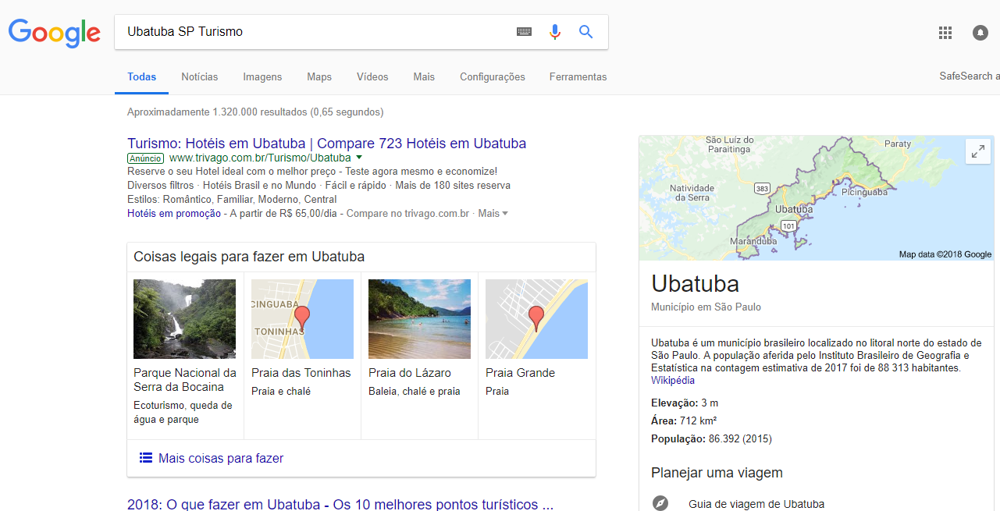 Google
Ubatuba SP Turismo
Todas Notícias Imagens Maps Vídeos Mais Configurações Ferramentas
SafeSearch a
Aproximadamente 1.320.000 resultados (0,65 segundos)
Turismo: Hotéis em Ubatuba | Compare 723 Hotéis em Ubatuba
Anúncio www.trivago.com.br/Turismo/Ubatuba
Reserve o seu Hotel ideal com o melhor preço - Teste agora mesmo e economize!
Diversos filtros · Hotéis Brasil e no Mundo · Fácil e rápido · Mais de 180 sites reserva
Estilos: Romântico, Familiar, Moderno, Central
Hotéis em promoção - A partir de R$ 65,00/dia - Compare no trivago.com.br · Mais
Coisas legais para fazer em Ubatuba
CINGUABA
TONINHAS
Parque Nacional da
Serra da Bocaina
Ecoturismo, queda de
água e parque
Praia das Toninhas
Praia e chalé
Praia do Lázaro
Baleia, chalé e praia
Praia Grande
Praia
Mais coisas para fazer
2018: O que fazer em Ubatuba - Os 10 melhores pontos turísticos ...
São Luíz do
Paraitinga
Paraty
383
Natividade
da Serra
Picinguaba
Ubatuba
101
Maranduba
Map data ©2018 Google
Ubatuba
Município em São Paulo
Ubatuba é um município brasileiro localizado no litoral norte do estado de
São Paulo. A população aferida pelo Instituto Brasileiro de Geografia e
Estatística na contagem estimativa de 2017 foi de 88 313 habitantes.
Wikipédia
Elevação: 3 m
Área: 712 km²
População: 86.392 (2015)
Planejar uma viagem
Guia de viagem de Ubatuba